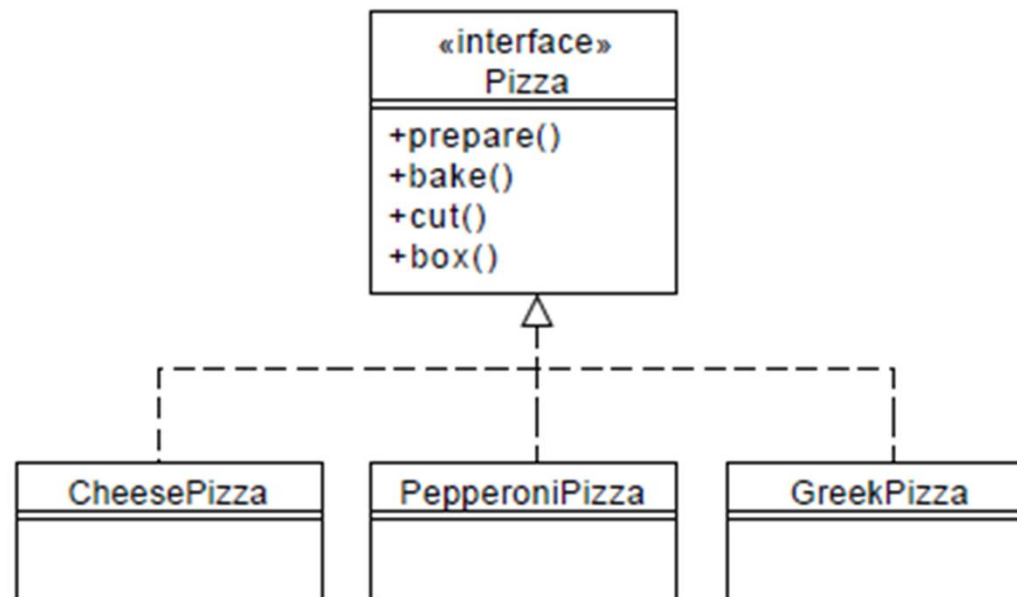 «interface»
Pizza
+prepare()
+bake()
+cut()
+box()
CheesePizza
PepperoniPizza
GreekPizza